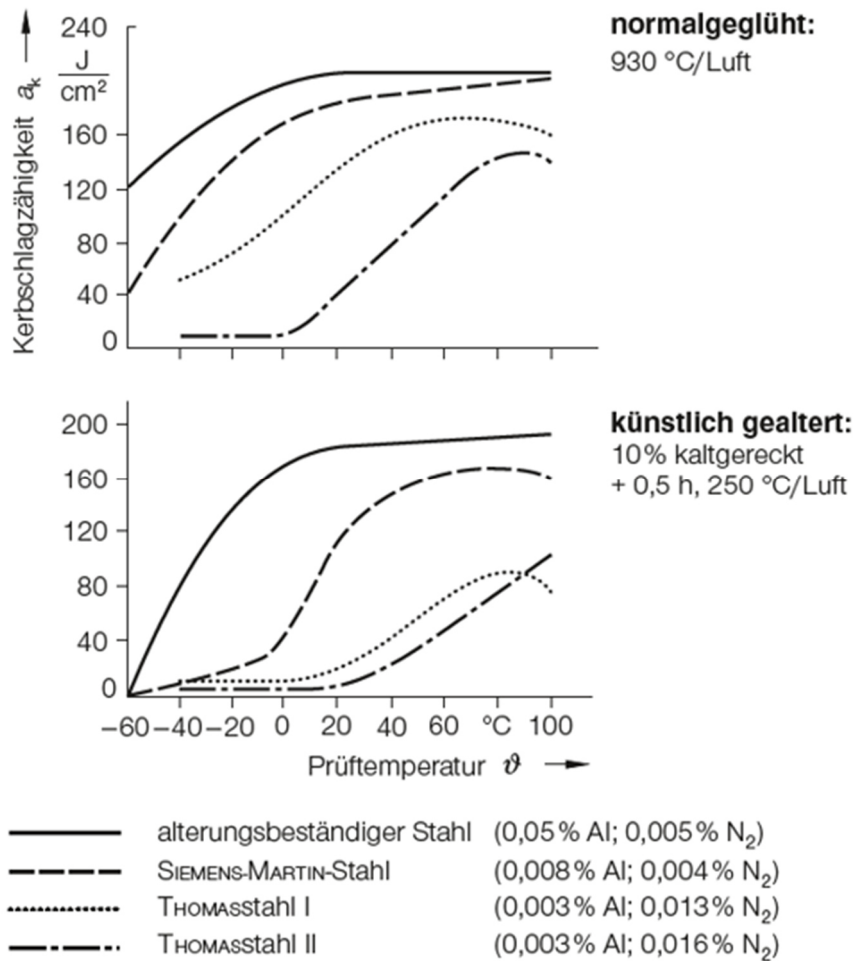 240
J
cm²
Kerbschlagzähigkeit aₖ
160
120
80
40
0
normalgeglüht:
930 °C/Luft
200
160
120
80
40
0
künstlich gealtert:
10% kaltgereckt
+ 0,5 h, 250 °C/Luft
−60 −40 −20 0 20 40 60 °C 100
Prüftemperatur ϑ
alterungsbeständiger Stahl (0,05% Al; 0,005% N₂)
SIEMENS-MARTIN-Stahl (0,008% Al; 0,004% N₂)
THOMASstahl I (0,003% Al; 0,013% N₂)
THOMASstahl II (0,003% Al; 0,016% N₂)